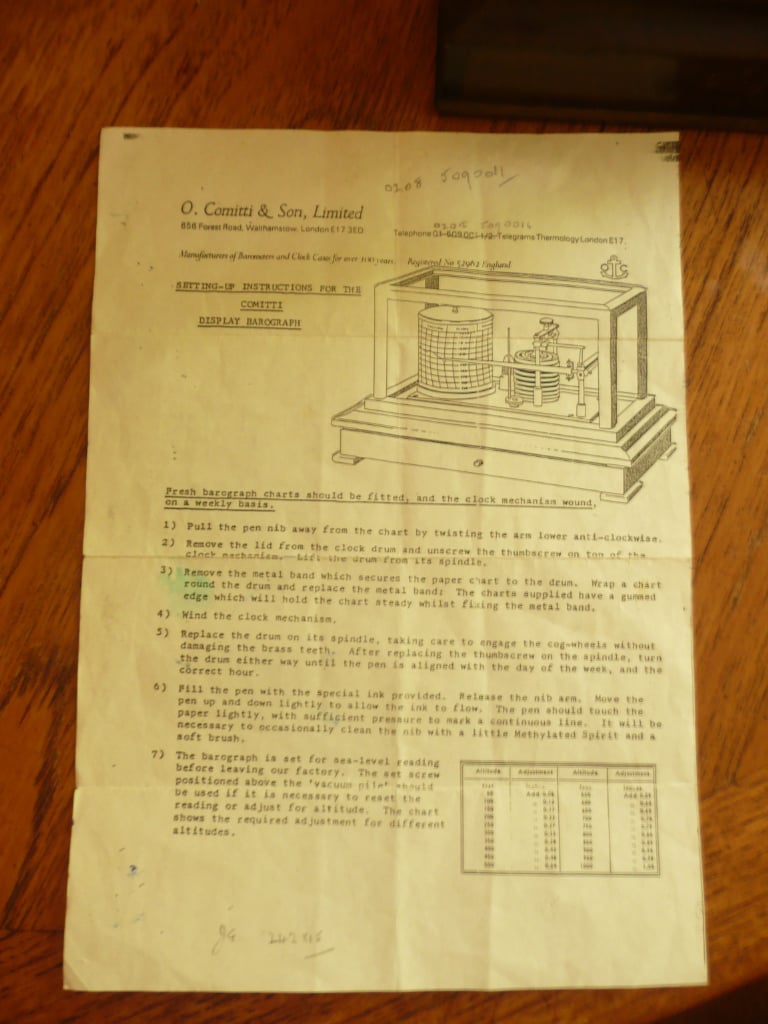 0208
O. Comitti & Son, Limited
656 Forest Road, Walthamstow, London E17 3ED
Telephone Telegrams Thermology London E17.
Manufacturers of Barometers and Clock Cases for over 100 years. Registered No England
SETTING-UP INSTRUCTIONS FOR THE
COMITTI
DISPLAY BAROGRAPH
Fresh barograph charts should be fitted, and the clock mechanism wound,
on a weekly basis.
1) Pull the pen nib away from the chart by twisting the arm lower anti-clockwise.
2) Remove the lid from the clock drum and unscrew the thumbscrew on top of the
clock mechanism. Lift the drum from its spindle.
3) Remove the metal band which secures the paper chart to the drum. Wrap a chart
round the drum and replace the metal band: The charts supplied have a gummed
edge which will hold the chart steady whilst fixing the metal band.
4) Wind the clock mechanism.
5) Replace the drum on its spindle, taking care to engage the cog-wheels without
damaging the brass teeth. After replacing the thumbscrew on the spindle, turn
the drum either way until the pen is aligned with the day of the week, and the
correct hour.
6) Fill the pen with the special ink provided. Release the nib arm. Move the
pen up and down lightly to allow the ink to flow. The pen should touch the
paper lightly, with sufficient pressure to mark a continuous line. It will be
necessary to occasionally clean the nib with a little Methylated Spirit and a
soft brush.
7) The barograph is set for sea-level reading
before leaving our factory. The set screw
positioned above the 'vacuum pile' should
be used if it is necessary to reset the
reading or adjust for altitude. The chart
shows the required adjustment for different
altitudes.
Altitude Adjustment Altitude Adjustment